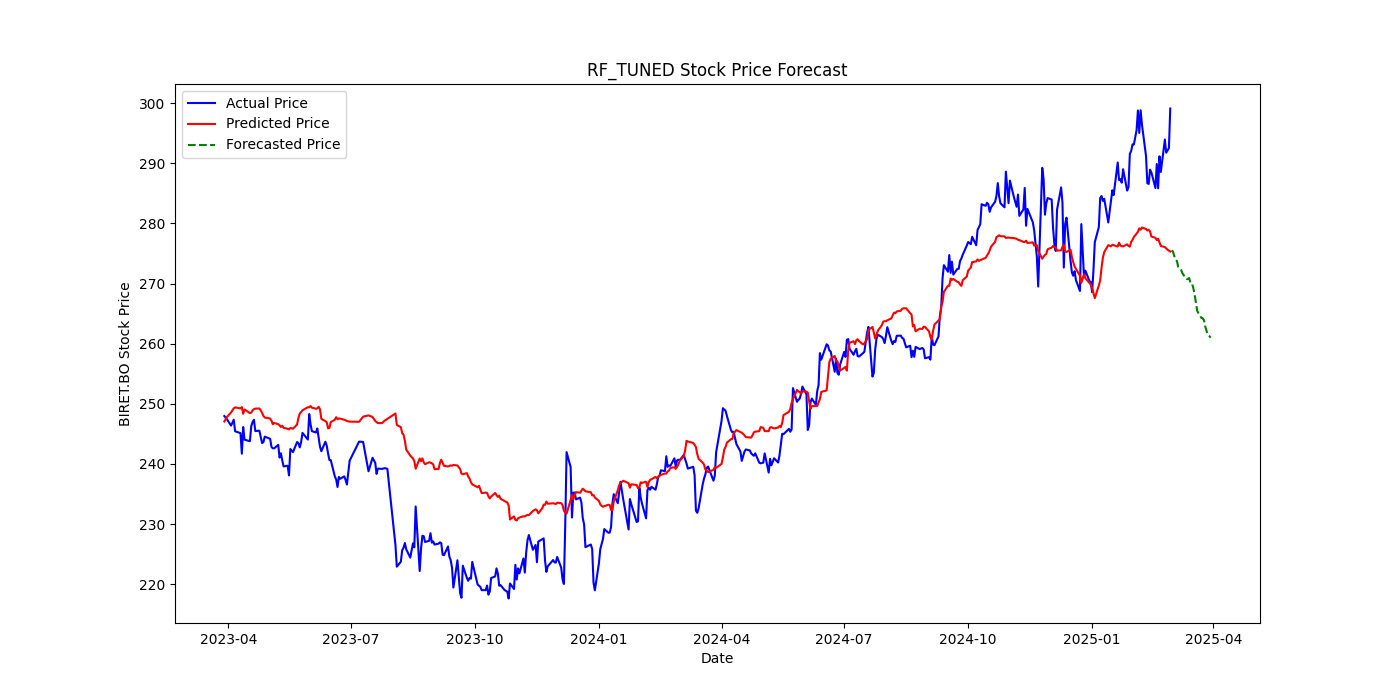 RF_TUNED Stock Price Forecast
Actual Price
Predicted Price
Forecasted Price
BIRET.BO Stock Price
300
290
280
270
260
250
240
230
220
2023-04 2023-07 2023-10 2024-01 2024-04 2024-07 2024-10 2025-01 2025-04
Date